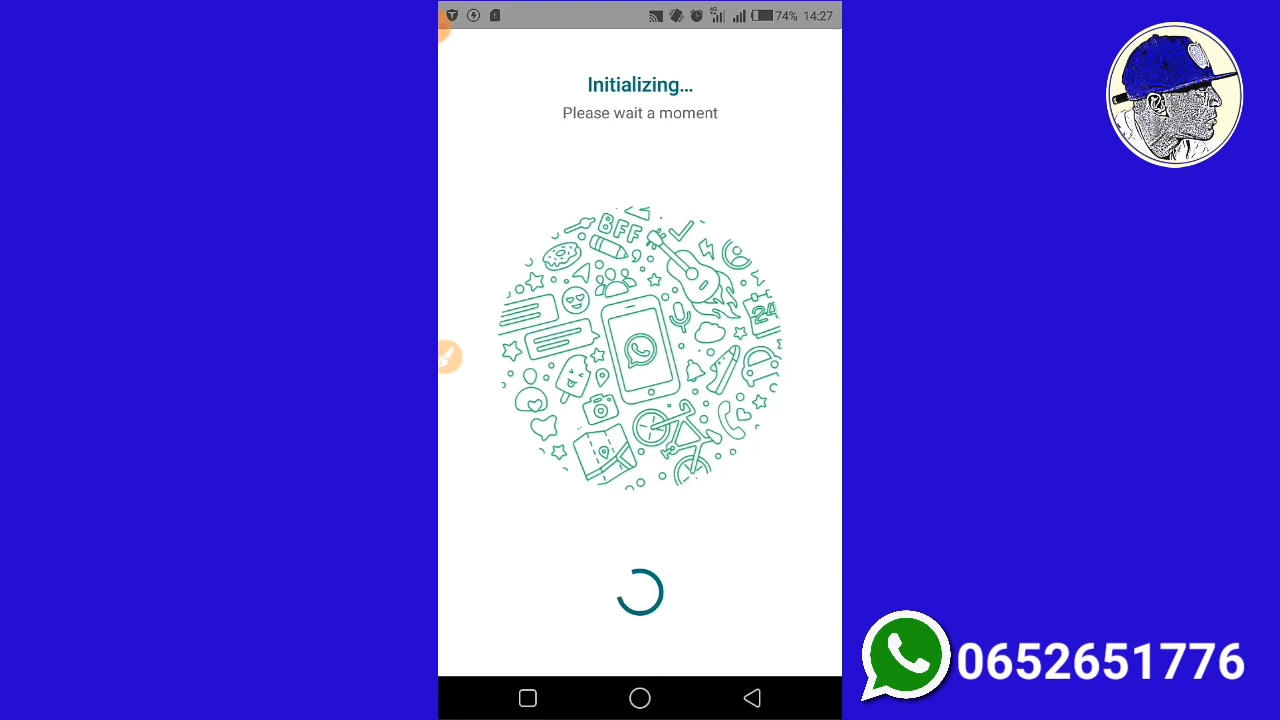 74% 14:27
Initializing...
Please wait a moment
BFF
24
0652651776